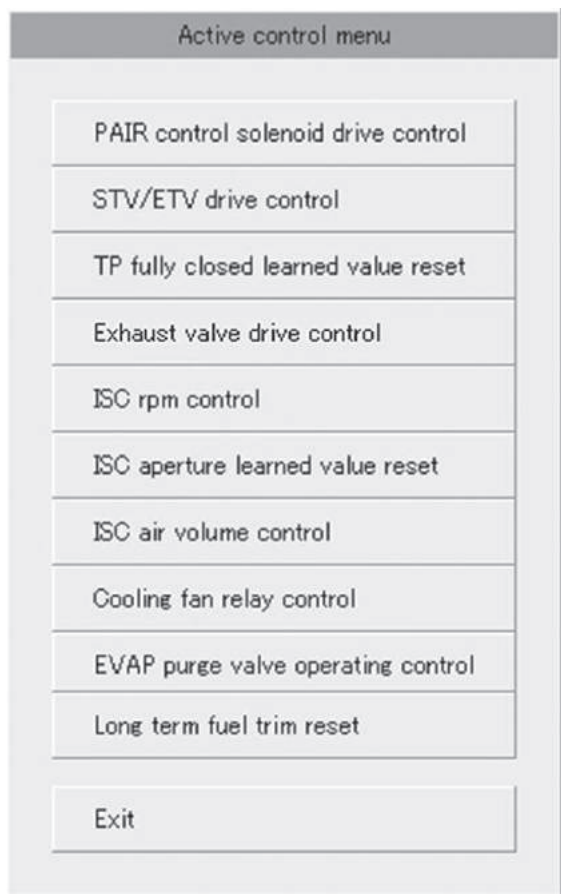 Active control menu
PAIR control solenoid drive control
STV/ETV drive control
TP fully closed learned value reset
Exhaust valve drive control
ISC rpm control
ISC aperture learned value reset
ISC air volume control
Cooling fan relay control
EVAP purge valve operating control
Long term fuel trim reset
Exit